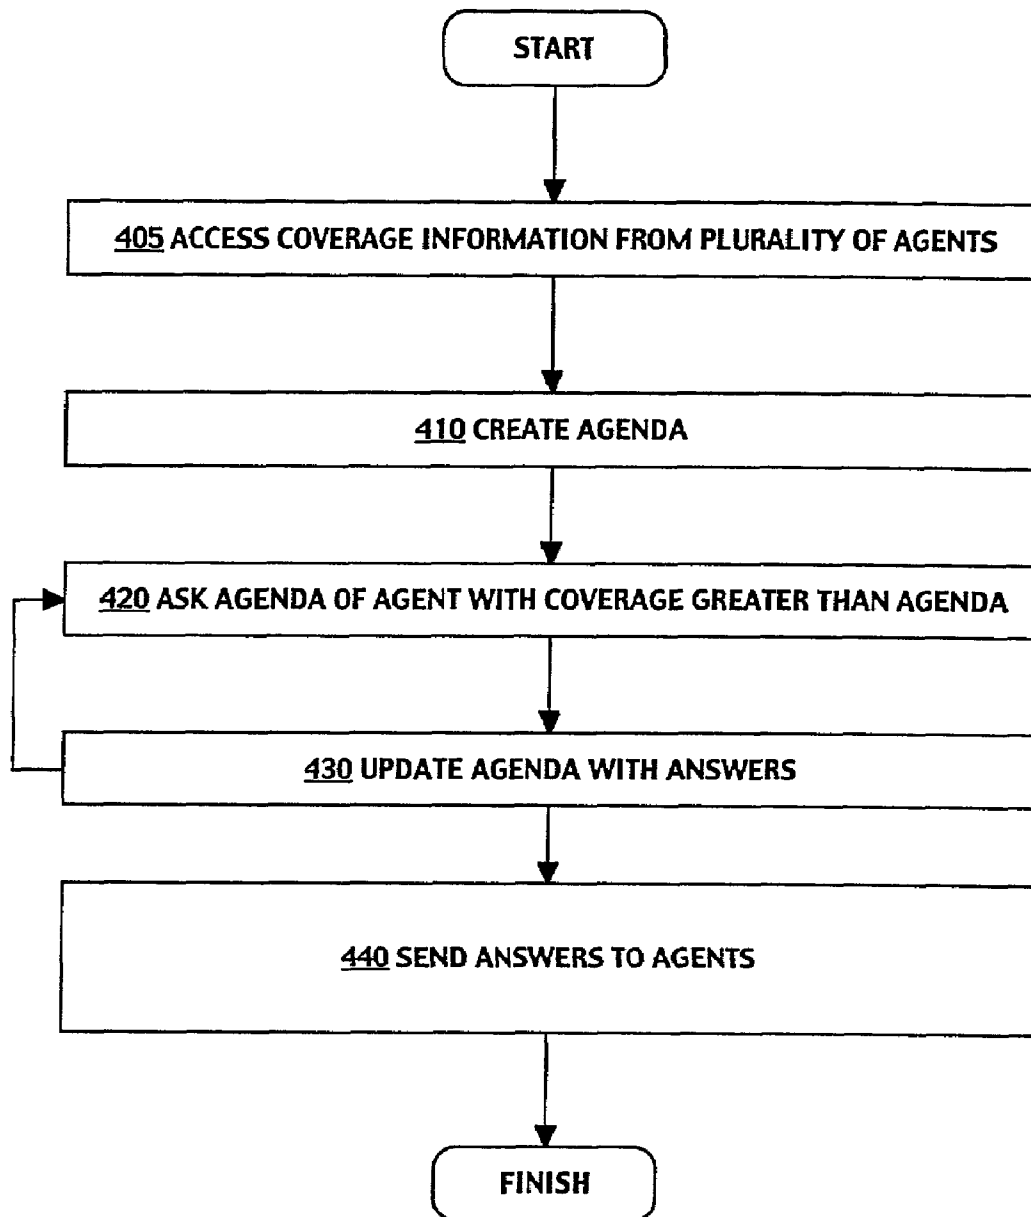 START
405 ACCESS COVERAGE INFORMATION FROM PLURALITY OF AGENTS
410 CREATE AGENDA
420 ASK AGENDA OF AGENT WITH COVERAGE GREATER THAN AGENDA
430 UPDATE AGENDA WITH ANSWERS
440 SEND ANSWERS TO AGENTS
FINISH